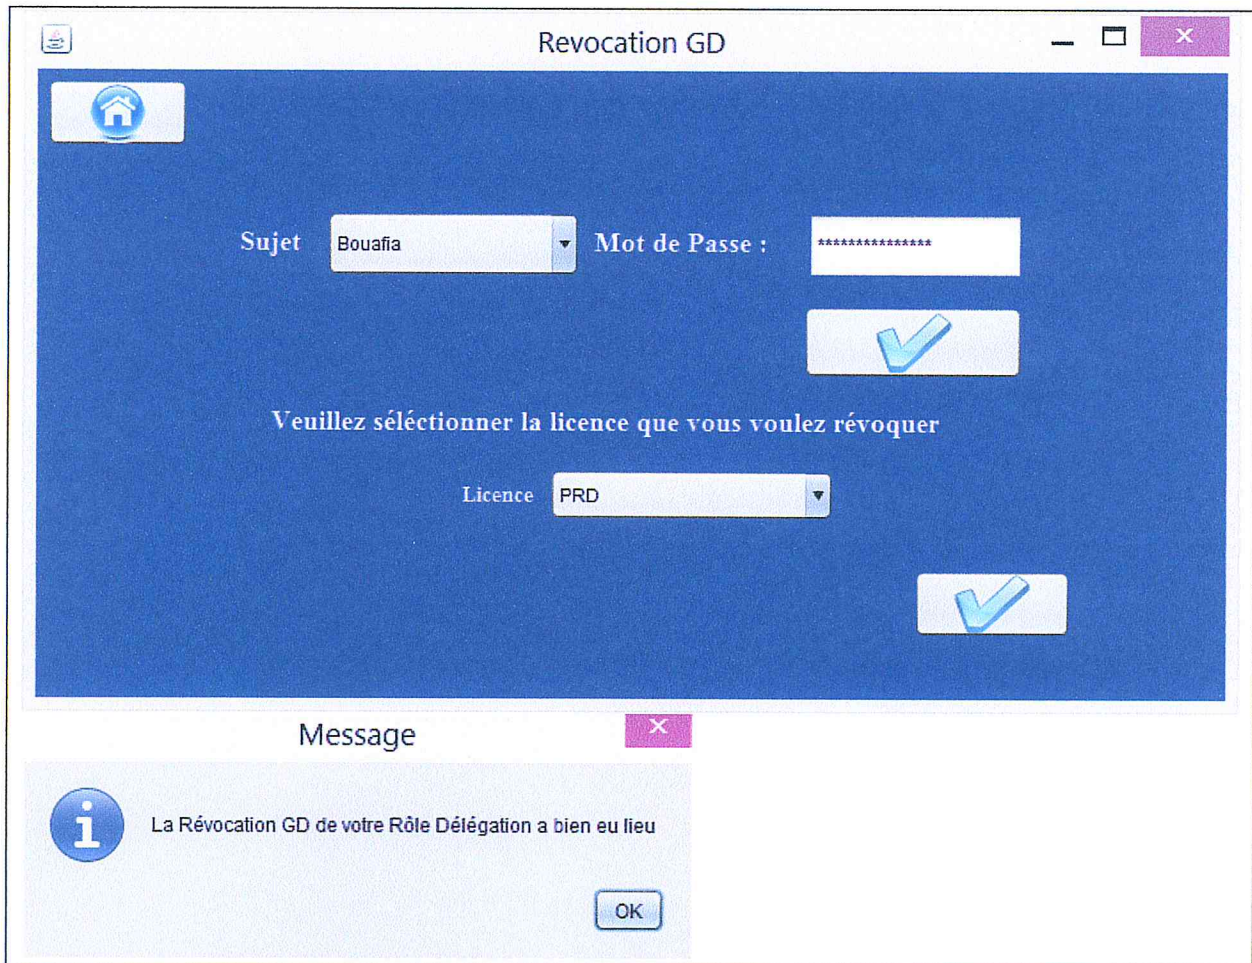 Revocation GD
Sujet Bouafia Mot de Passe : ***************
Veuillez séléctionner la licence que vous voulez révoquer
Licence PRD
Message
La Révocation GD de votre Rôle Délégation a bien eu lieu
OK